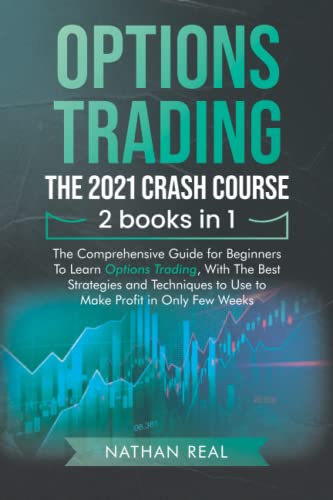 OPTIONS
TRADING
THE 2021 CRASH COURSE
2 books in 1
The Comprehensive Guide for Beginners
To Learn Options Trading, With The Best
Strategies and Techniques to Use to
Make Profit in Only Few Weeks
NATHAN REAL